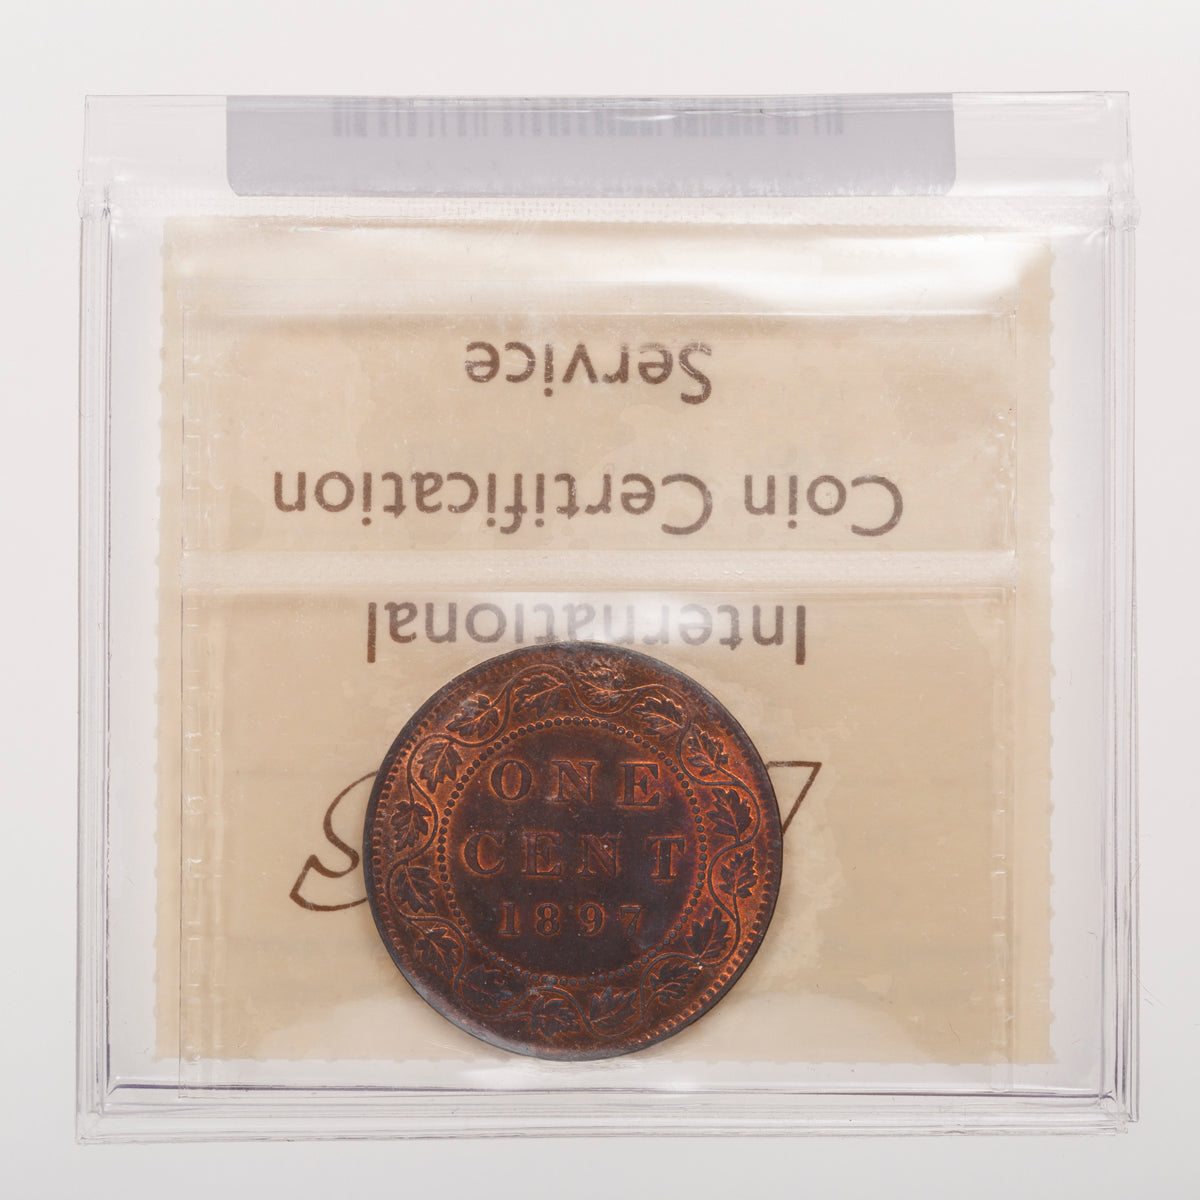 International
Coin Certification
Service
ONE
CENT
1897